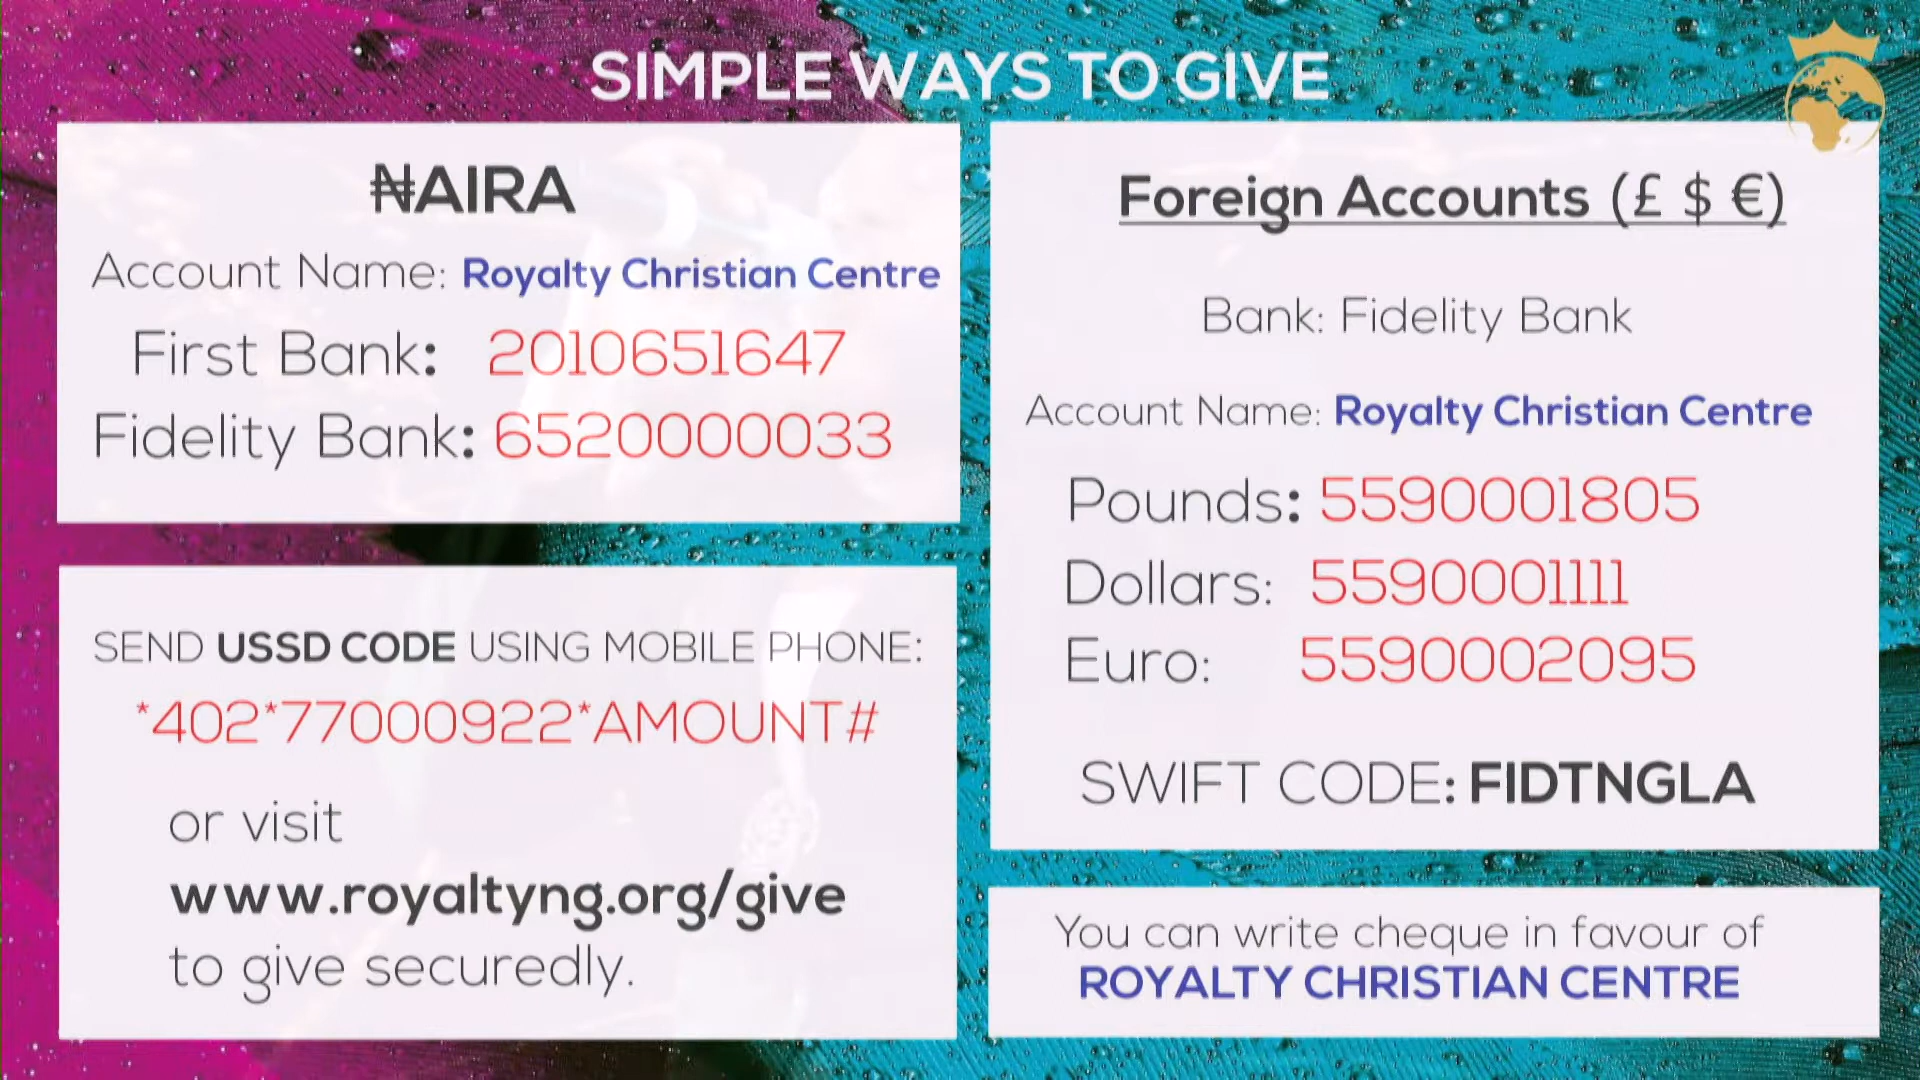 SIMPLE WAYS TO GIVE
₦AIRA
Account Name: Royalty Christian Centre
First Bank: 2010651647
Fidelity Bank: 6520000033
SEND USSD CODE USING MOBILE PHONE:
*402*77000922*AMOUNT#
or visit
www.royaltyng.org/give
to give securedly.
Foreign Accounts (£ $ €)
Bank: Fidelity Bank
Account Name: Royalty Christian Centre
Pounds: 5590001805
Dollars: 5590001111
Euro: 5590002095
SWIFT CODE: FIDTNGLA
You can write cheque in favour of
ROYALTY CHRISTIAN CENTRE